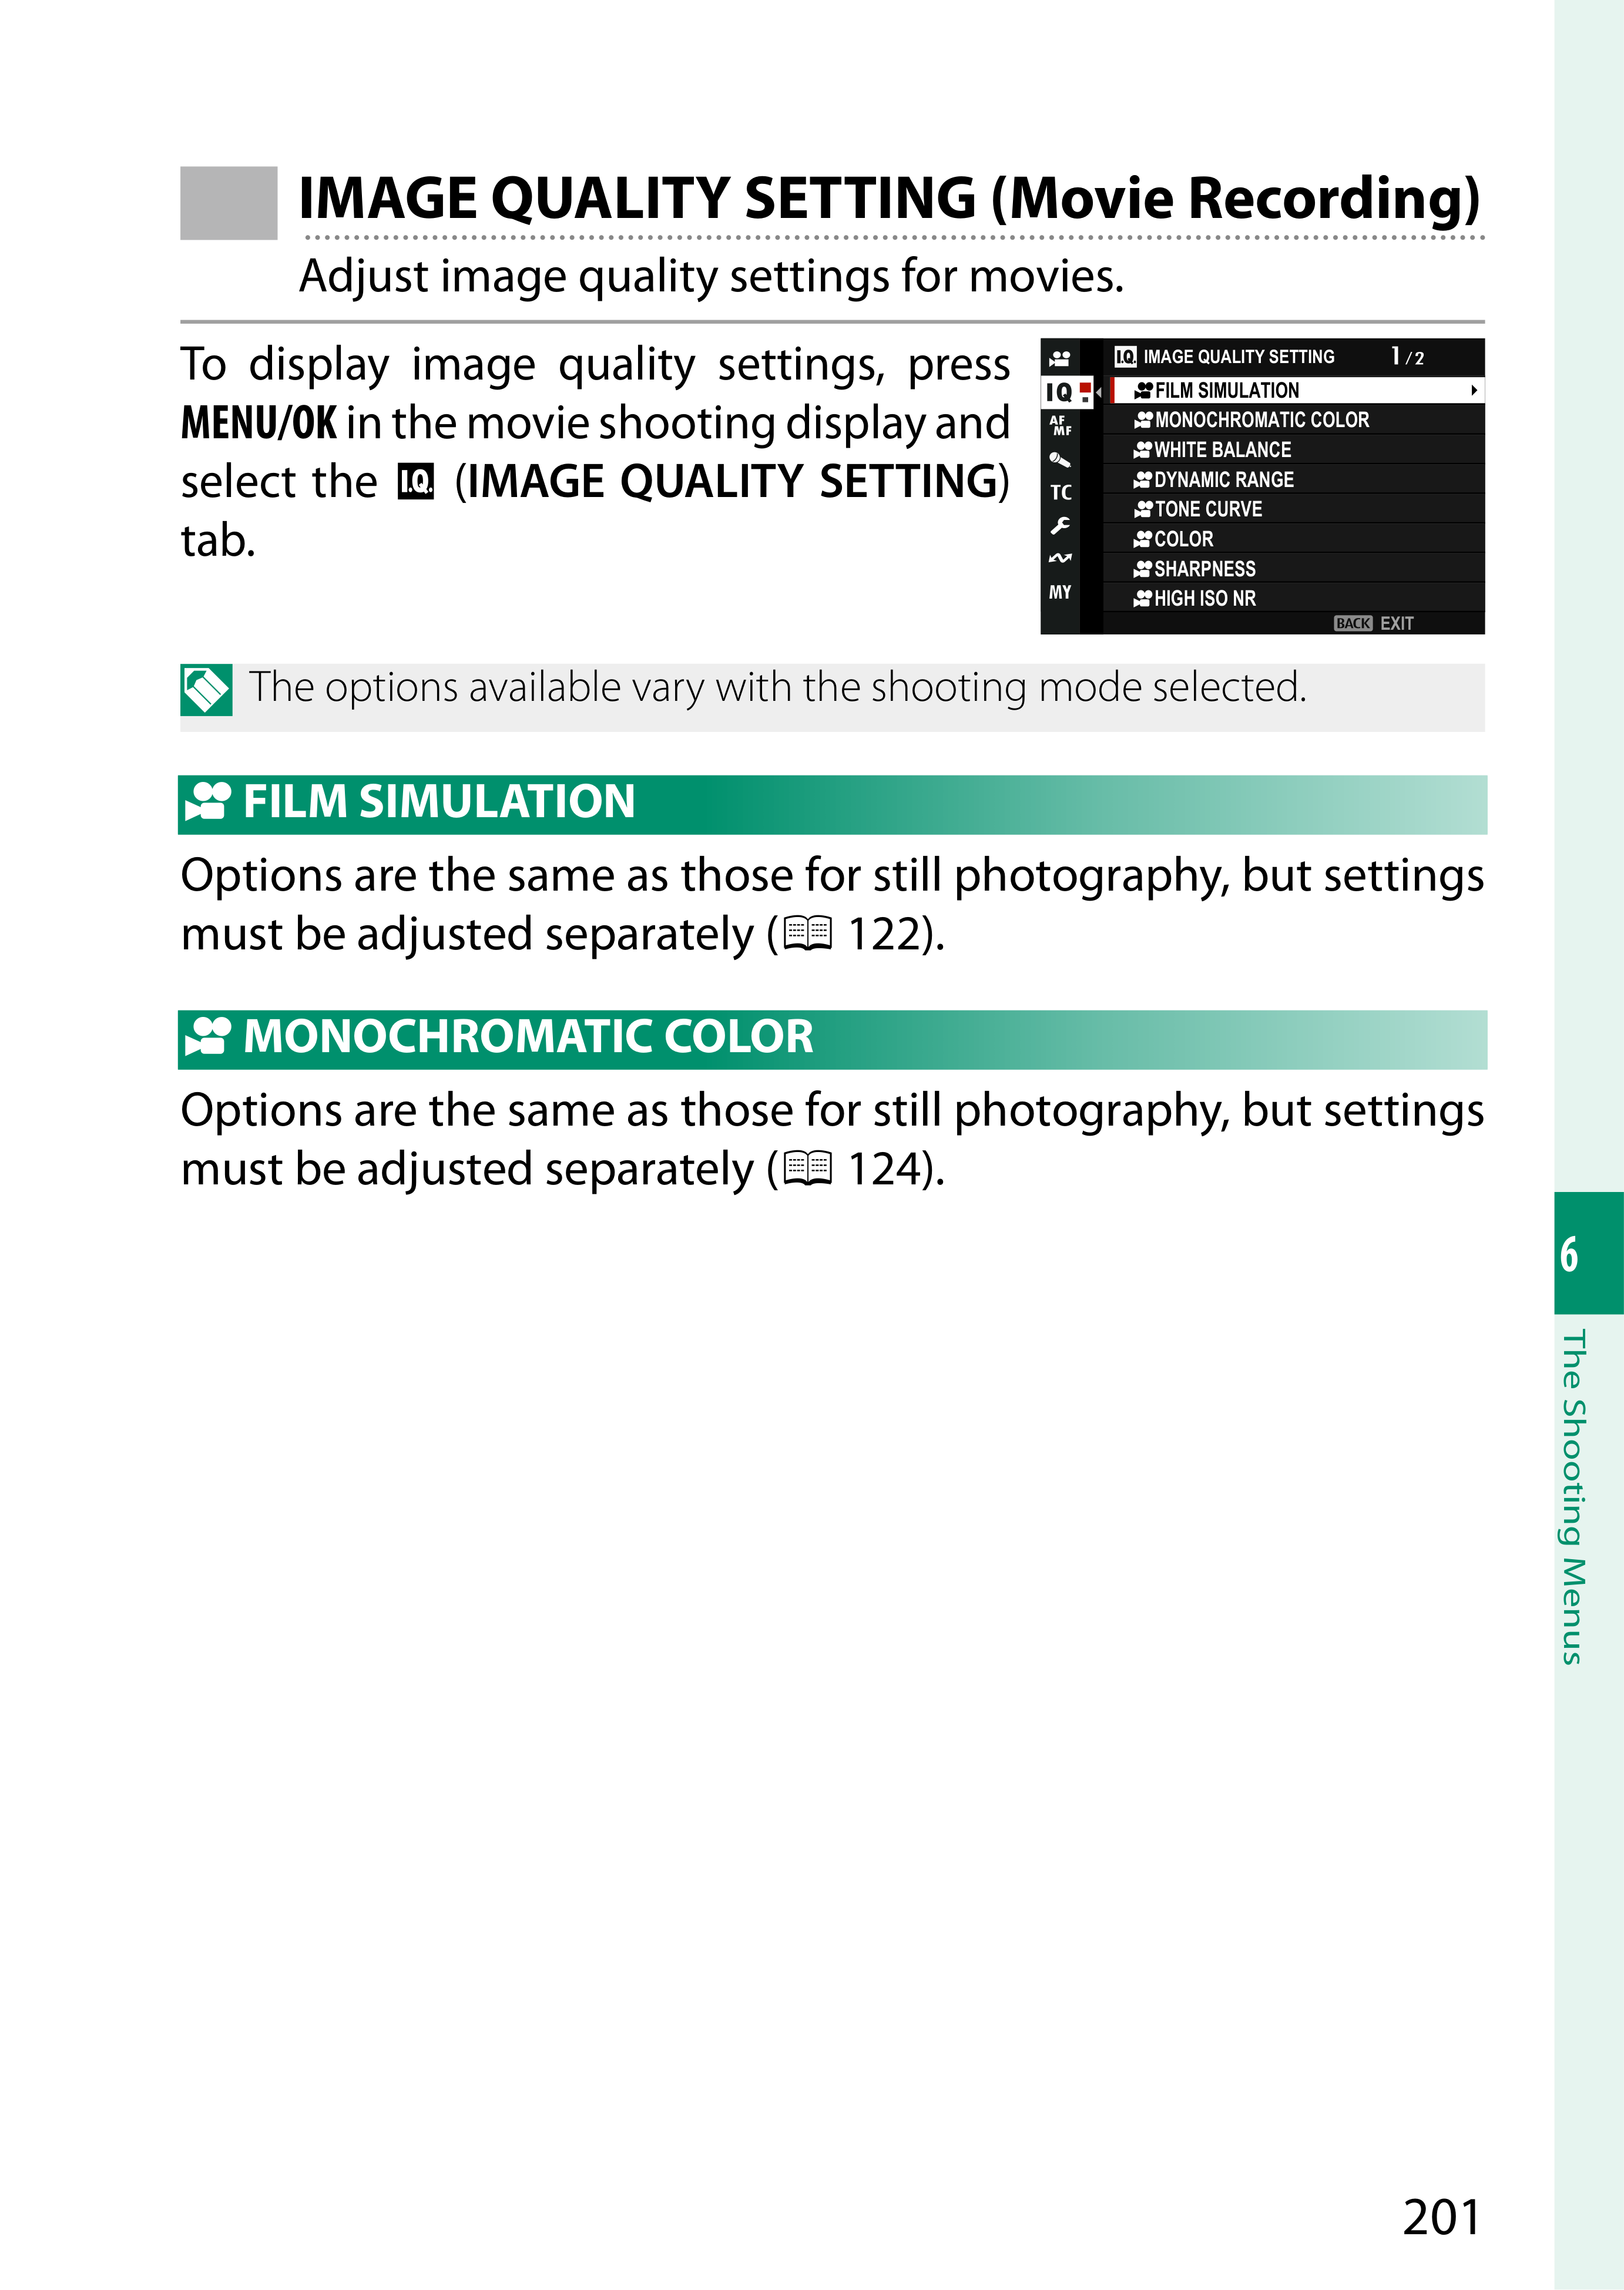 IMAGE QUALITY SETTING (Movie Recording)
Adjust image quality settings for movies.
To display image quality settings, press
MENU/OK in the movie shooting display and
select the I.Q. (IMAGE QUALITY SETTING)
tab.
I.Q. IMAGE QUALITY SETTING 1/2
IQ
FILM SIMULATION
MONOCHROMATIC COLOR
AF
MF
WHITE BALANCE
DYNAMIC RANGE
TC
TONE CURVE
COLOR
SHARPNESS
MY
HIGH ISO NR
BACK EXIT
The options available vary with the shooting mode selected.
FILM SIMULATION
Options are the same as those for still photography, but settings
must be adjusted separately ( 122).
MONOCHROMATIC COLOR
Options are the same as those for still photography, but settings
must be adjusted separately ( 124).
6
The Shooting Menus
201